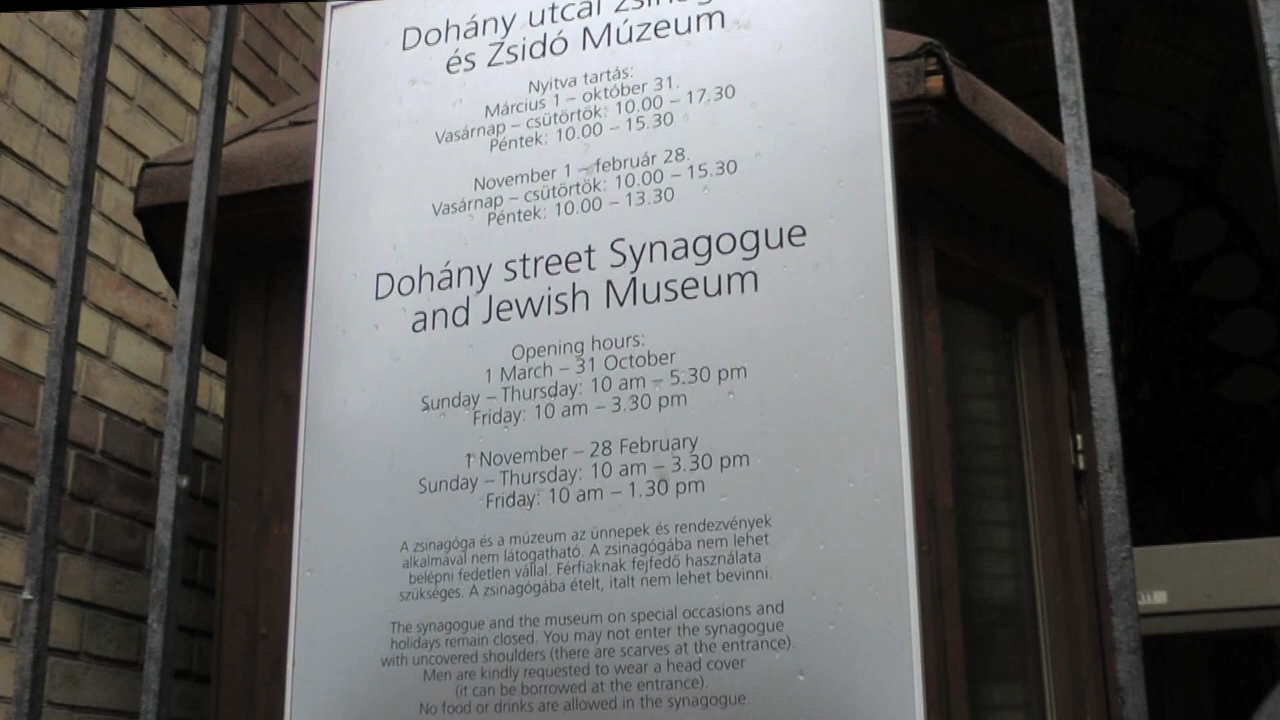 Dohány utcai
és Zsidó Múzeum
Nyitva tartás:
Március 1 – október 31.
Vasárnap – csütörtök: 10.00 – 17.30
Péntek: 10.00 – 15.30
November 1 – február 28.
Vasárnap – csütörtök: 10.00 – 15.30
Péntek: 10.00 – 13.30
Dohány street Synagogue
and Jewish Museum
Opening hours:
1 March – 31 October
Sunday – Thursday: 10 am – 5.30 pm
Friday: 10 am – 3.30 pm
1 November – 28 February
Sunday – Thursday: 10 am – 3.30 pm
Friday: 10 am – 1.30 pm
A zsinagóga és a múzeum az ünnepek és rendezvények
alkalmával nem látogatható. A zsinagógába nem lehet
belépni fedetlen vállal. Férfiaknak fejfedő használata
szükséges. A zsinagógába ételt, italt nem lehet bevinni.
The synagogue and the museum on special occasions and
holidays remain closed. You may not enter the synagogue
with uncovered shoulders (there are scarves at the entrance).
Men are kindly requested to wear a head cover
(it can be borrowed at the entrance).
No food or drinks are allowed in the synagogue.